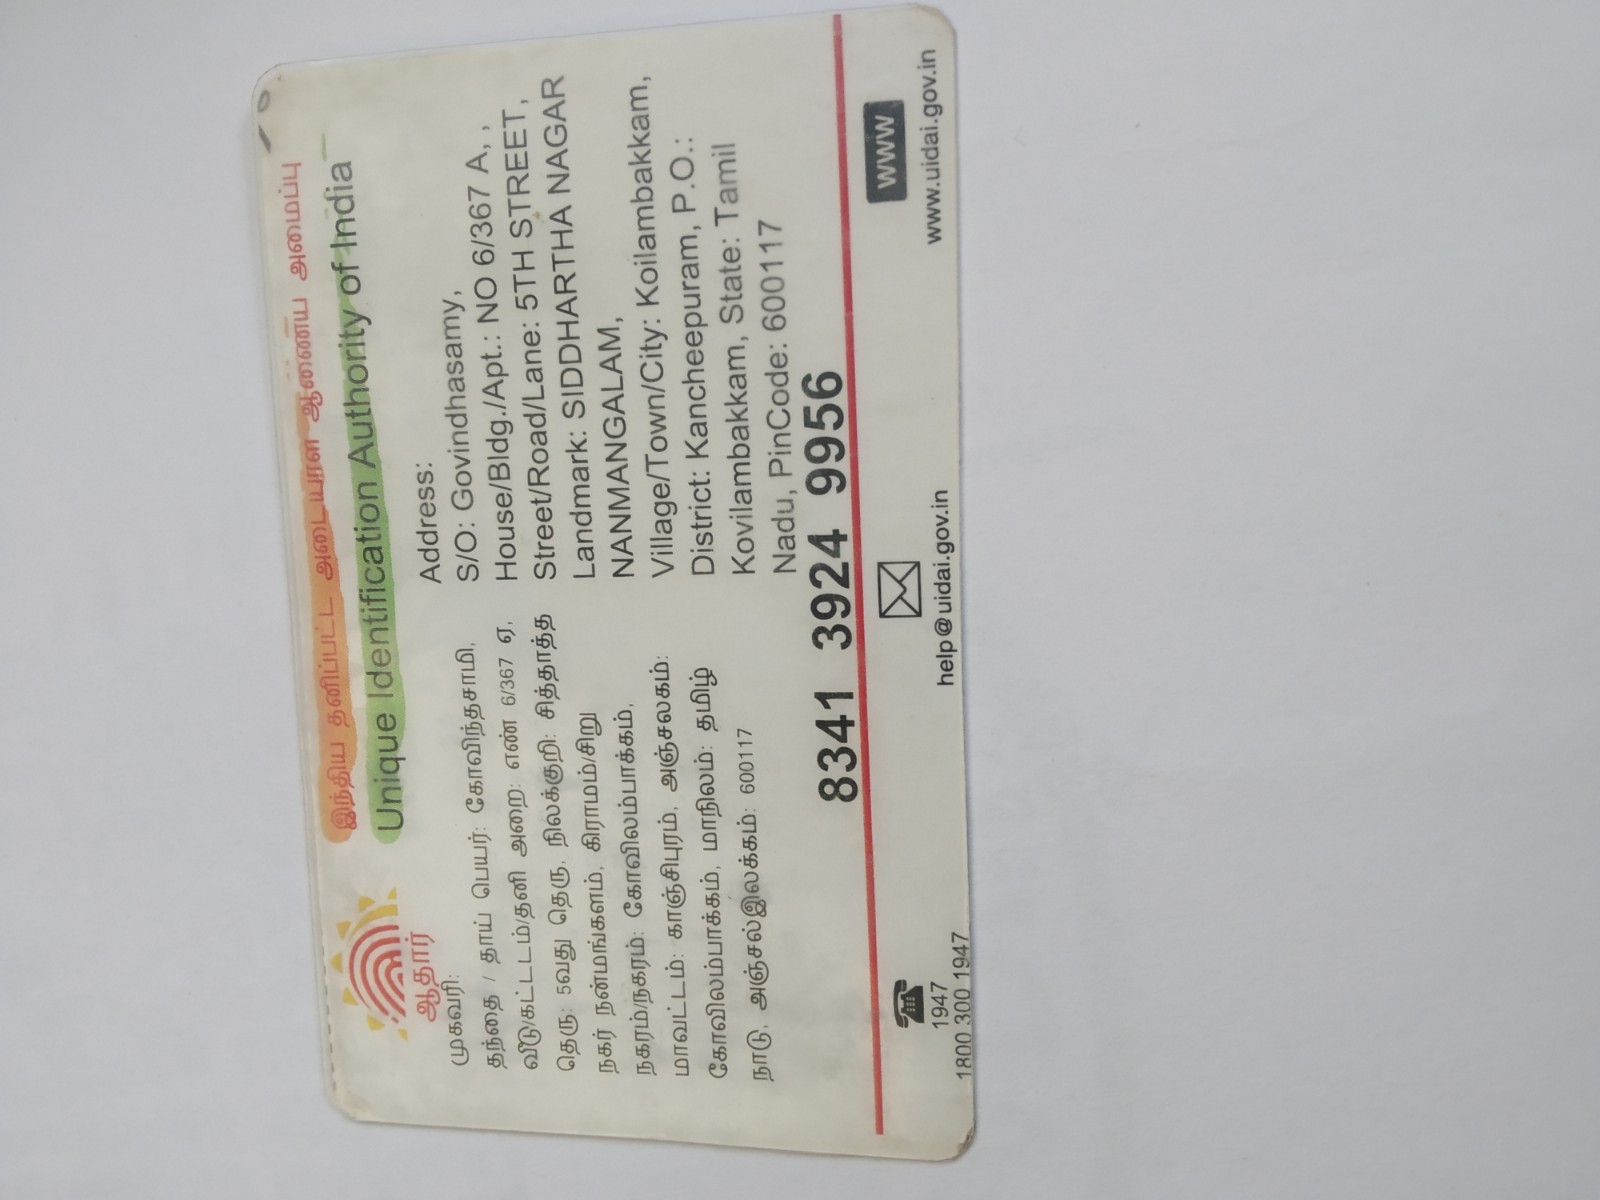 இந்திய தனிப்பட்ட அடையாள ஆணைய அமைப்பு
Unique Identification Authority of India
ஆதார்
முகவரி:
தந்தை / தாய் பெயர்: கோவிந்தசாமி,
வீடு/கட்டடம்/தனி அறை: எண் 6/367 ஏ,
தெரு: 5வது தெரு, நிலக்குறி: சித்தாத்த
நகர் நன்மங்களம், கிராமம்/சிறு
நகரம்/நகரம்: கோவிலம்பாக்கம்,
மாவட்டம்: காஞ்சிபுரம், அஞ்சலகம்:
கோவிலம்பாக்கம், மாநிலம்: தமிழ்
நாடு, அஞ்சல்இலக்கம்: 600117
Address:
S/O: Govindhasamy,
House/Bldg./Apt.: NO 6/367 A, ,
Street/Road/Lane: 5TH STREET,
Landmark: SIDDHARTHA NAGAR
NANMANGALAM,
Village/Town/City: Koilambakkam,
District: Kancheepuram, P.O.:
Kovilambakkam, State: Tamil
Nadu, PinCode: 600117
8341 3924 9956
1947
1800 300 1947
help@uidai.gov.in
WWW
www.uidai.gov.in